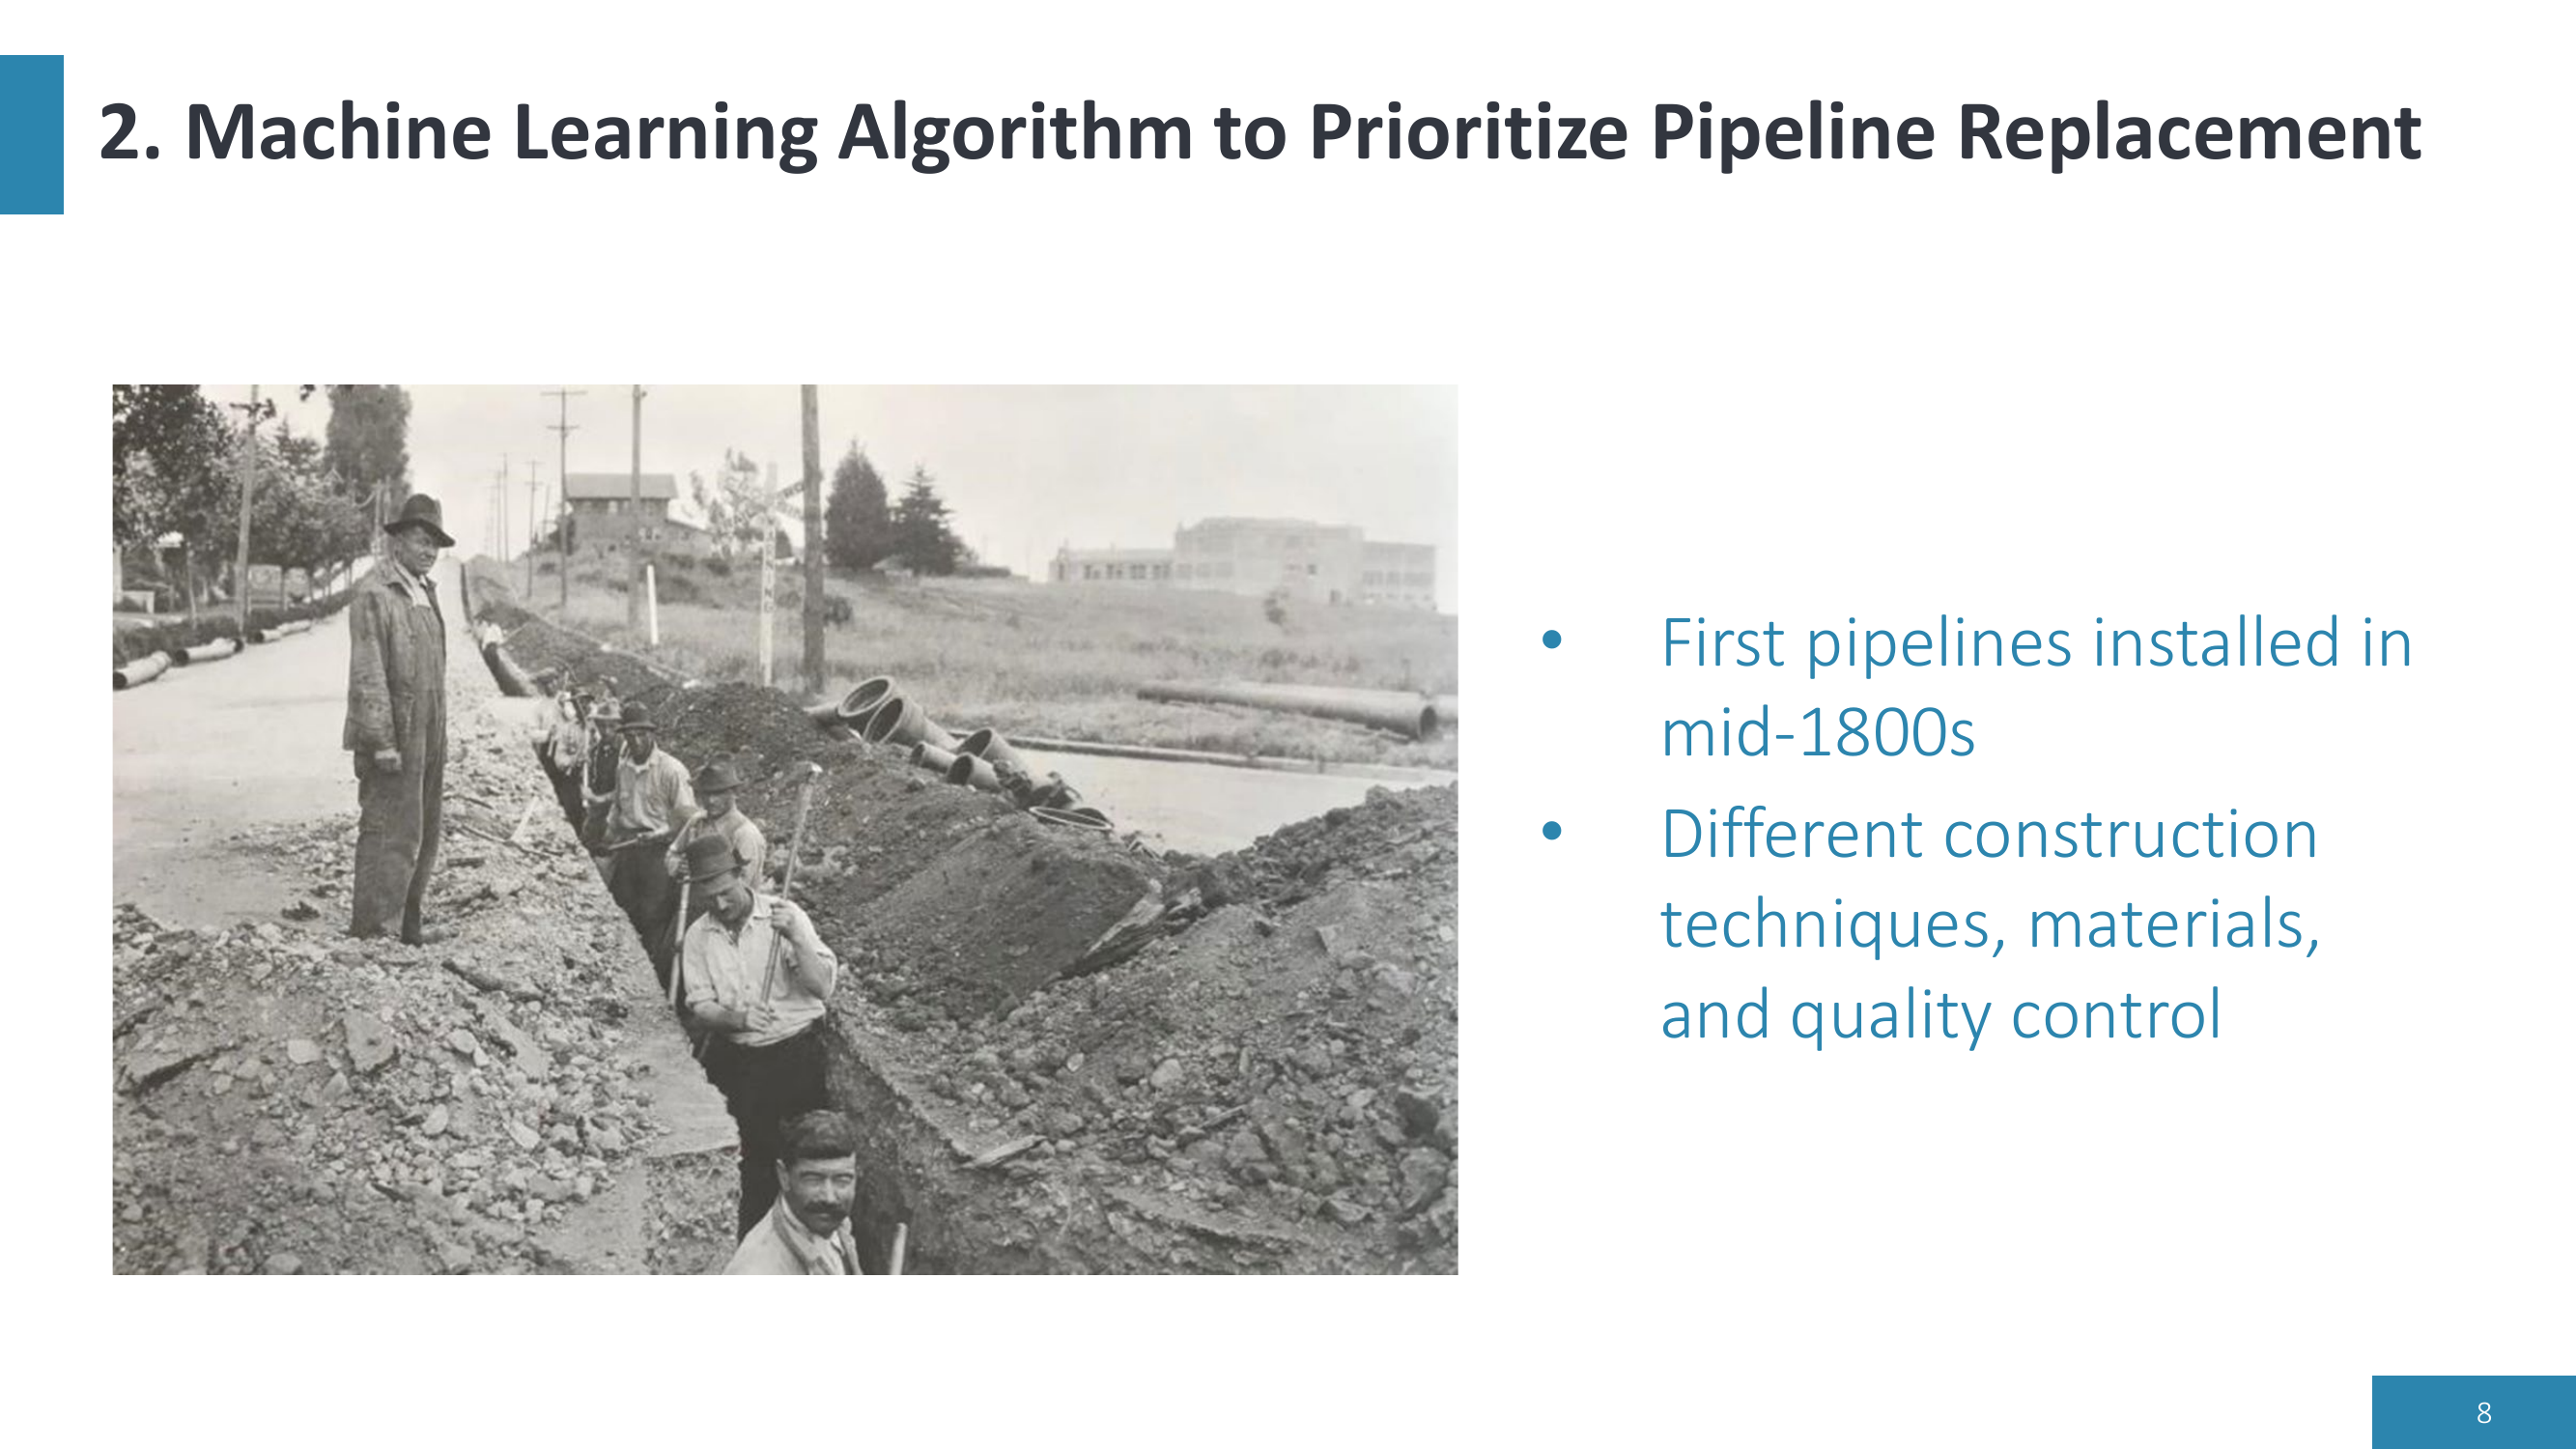 2. Machine Learning Algorithm to Prioritize Pipeline Replacement
• First pipelines installed in
mid-1800s
• Different construction
techniques, materials,
and quality control
8